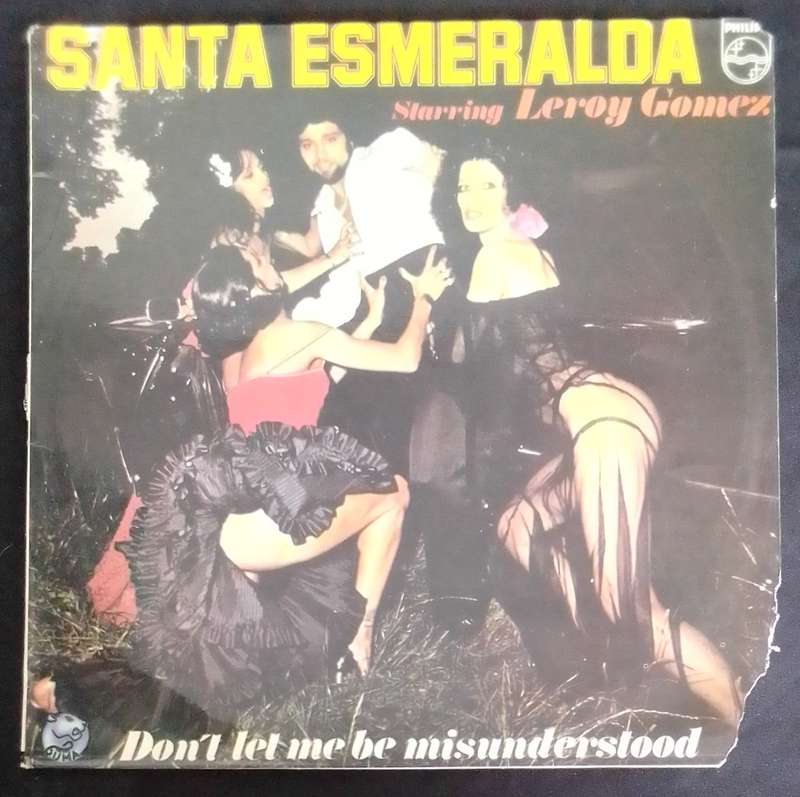 SANTA ESMERALDA
PHILIPS
Starring Leroy Gomez
Don't let me be misunderstood